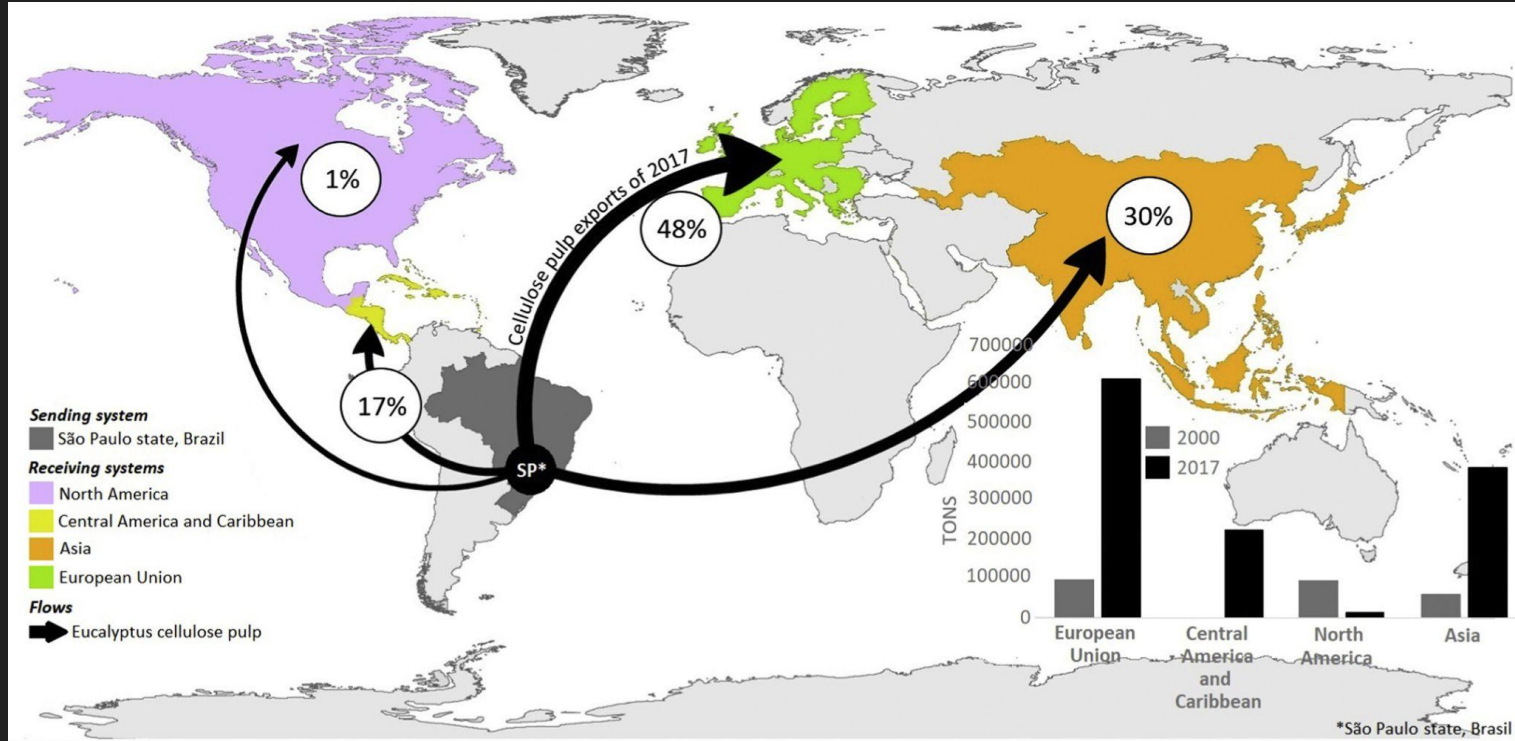 1%
Cellulose pulp exports of 2017
48%
30%
17%
SP*
Sending system
São Paulo state, Brazil
Receiving systems
North America
Central America and Caribbean
Asia
European Union
Flows
Eucalyptus cellulose pulp
700000
600000
500000
400000
300000
200000
100000
0
TONS
2000
2017
European
Union
Central
America
and
Caribbean
North
America
Asia
*São Paulo state, Brasil